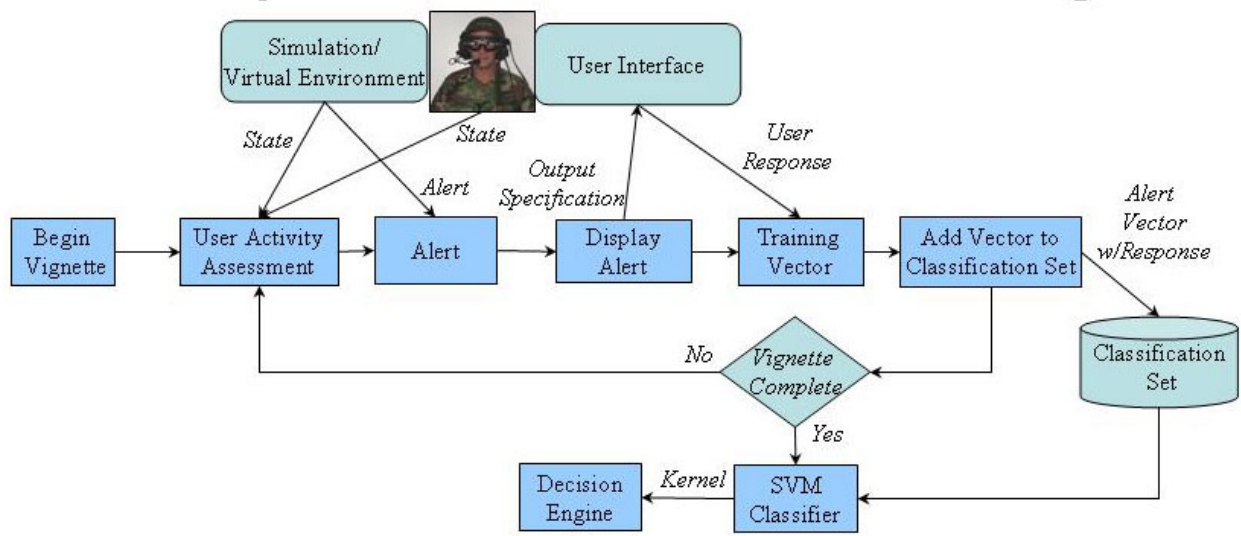 Simulation/
Virtual Environment
User Interface
State
State
Alert
Output
Specification
User
Response
Alert
Vector
w/Response
Begin
Vignette
User Activity
Assessment
Alert
Display
Alert
Training
Vector
Add Vector to
Classification Set
No
Vignette
Complete
Classification
Set
Yes
Decision
Engine
Kernel
SVM
Classifier